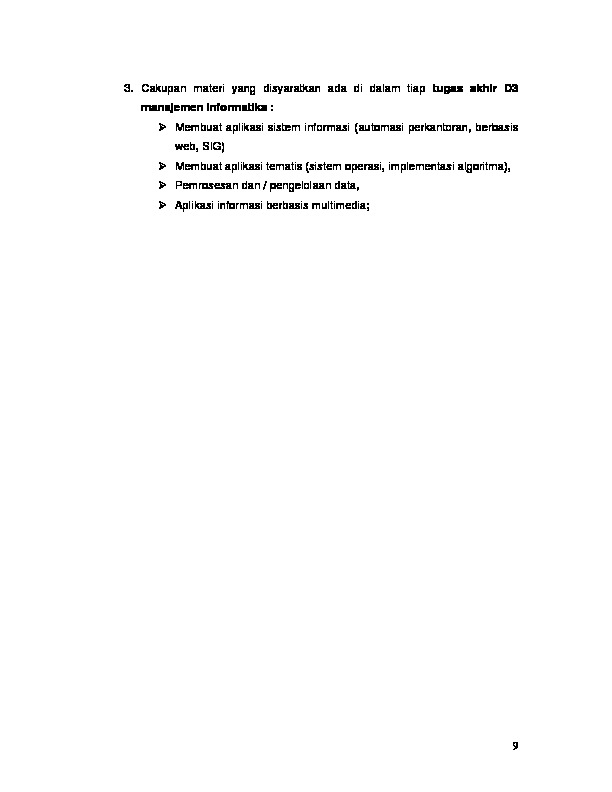 3. Cakupan materi yang disyaratkan ada di dalam tiap tugas akhir D3
manajemen informatika :
➢ Membuat aplikasi sistem informasi (automasi perkantoran, berbasis
web, SIG)
➢ Membuat aplikasi tematis (sistem operasi, implementasi algoritma),
➢ Pemrosesan dan / pengelolaan data,
➢ Aplikasi informasi berbasis multimedia;
9